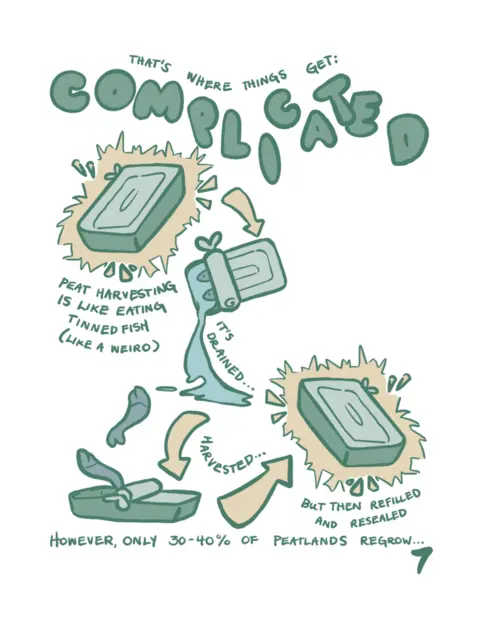 THAT'S WHERE THINGS GET:
COMPLICATED
PEAT HARVESTING
IS LIKE EATING
TINNED FISH
(LIKE A WEIRO)
IT'S
DRAINED...
HARVESTED...
BUT THEN REFILLED
AND RESEALED
HOWEVER, ONLY 30-40% OF PEATLANDS REGROW...
7